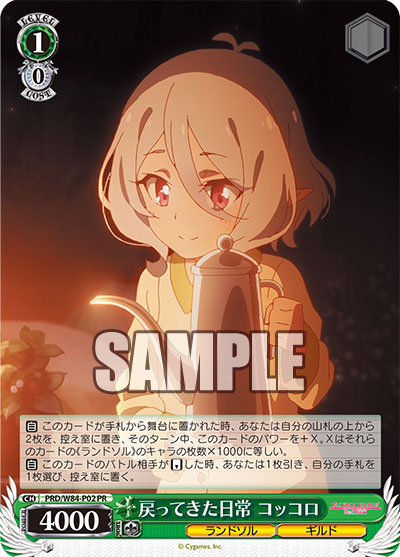 LEVEL
1
0
COST
SAMPLE
自 このカードが手札から舞台に置かれた時、あなたは自分の山札の上から
2枚を、控え室に置き、そのターン中、このカードのパワーを+X。Xはそれら
のカードの《ランドソル》のキャラの枚数×1000に等しい。
自 このカードのバトル相手が した時、あなたは1枚引き、自分の手札を
1枚選び、控え室に置く。
CH PRD/W84-P02 PR
4000
戻ってきた日常 コッコロ
ランドソル ギルド
© Cygames, Inc.